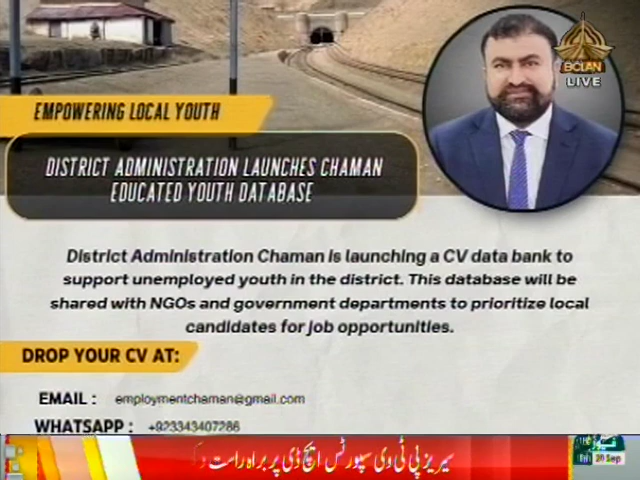 BOLAN
LIVE
EMPOWERING LOCAL YOUTH
DISTRICT ADMINISTRATION LAUNCHES CHAMAN
EDUCATED YOUTH DATABASE
District Administration Chaman is launching a CV data bank to
support unemployed youth in the district. This database will be
shared with NGOs and government departments to prioritize local
candidates for job opportunities.
DROP YOUR CV AT:
EMAIL : employmentchaman@gmail.com
WHATSAPP : +923343407286
سیریز پی ٹی وی سپورٹس ایچ ڈی پر براہ راست
نیوز
20 Sep